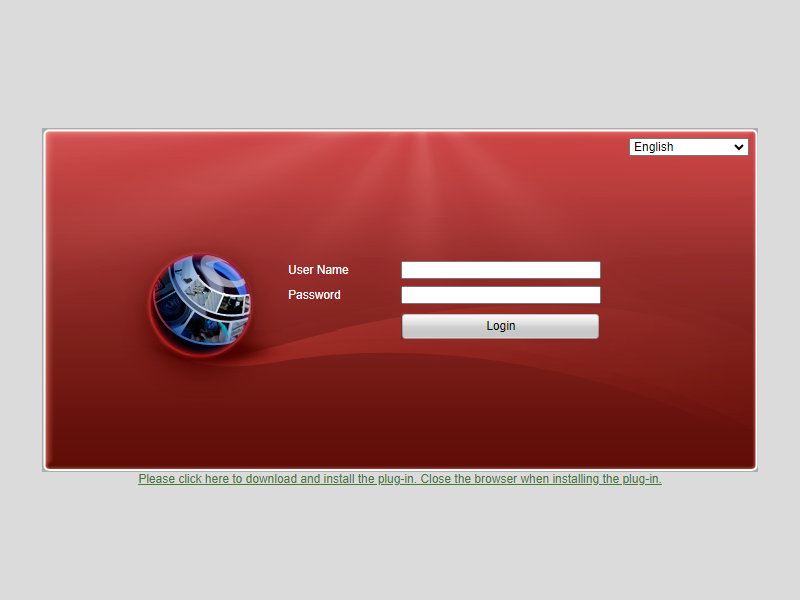 English
User Name
Password
Login
Please click here to download and install the plug-in. Close the browser when installing the plug-in.